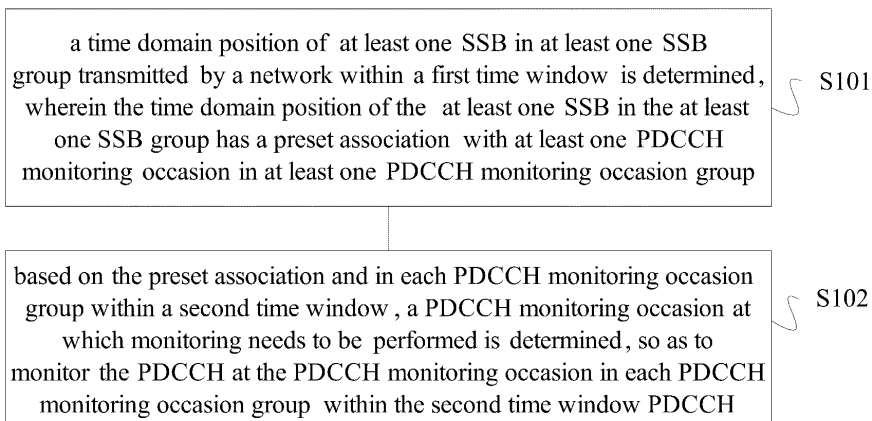 a time domain position of at least one SSB in at least one SSB
group transmitted by a network within a first time window is determined,
wherein the time domain position of the at least one SSB in the at least
one SSB group has a preset association with at least one PDCCH
monitoring occasion in at least one PDCCH monitoring occasion group
S101
based on the preset association and in each PDCCH monitoring occasion
group within a second time window, a PDCCH monitoring occasion at
which monitoring needs to be performed is determined, so as to
monitor the PDCCH at the PDCCH monitoring occasion in each PDCCH
monitoring occasion group within the second time window PDCCH
S102